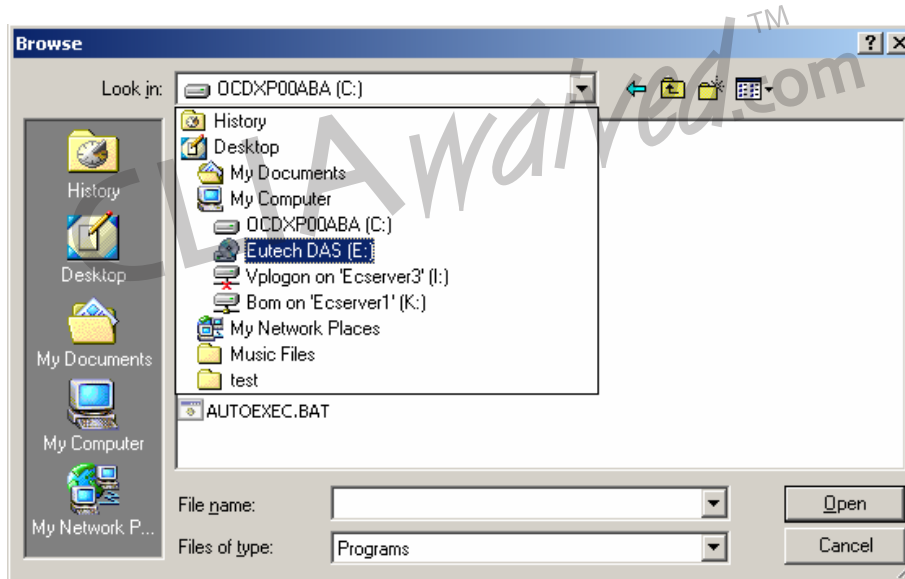 Browse
Look in: OCDXP00ABA (C:)
History
Desktop
My Documents
My Computer
OCDXP00ABA (C:)
Eutech DAS (E:
Vplogon on 'Ecserver3' (I:)
Bom on 'Ecserver1' (K:)
My Network Places
Music Files
test
AUTOEXEC.BAT
History
Desktop
My Documents
My Computer
My Network P...
File name:
Open
Files of type: Programs
Cancel
CLIAwaived.com™